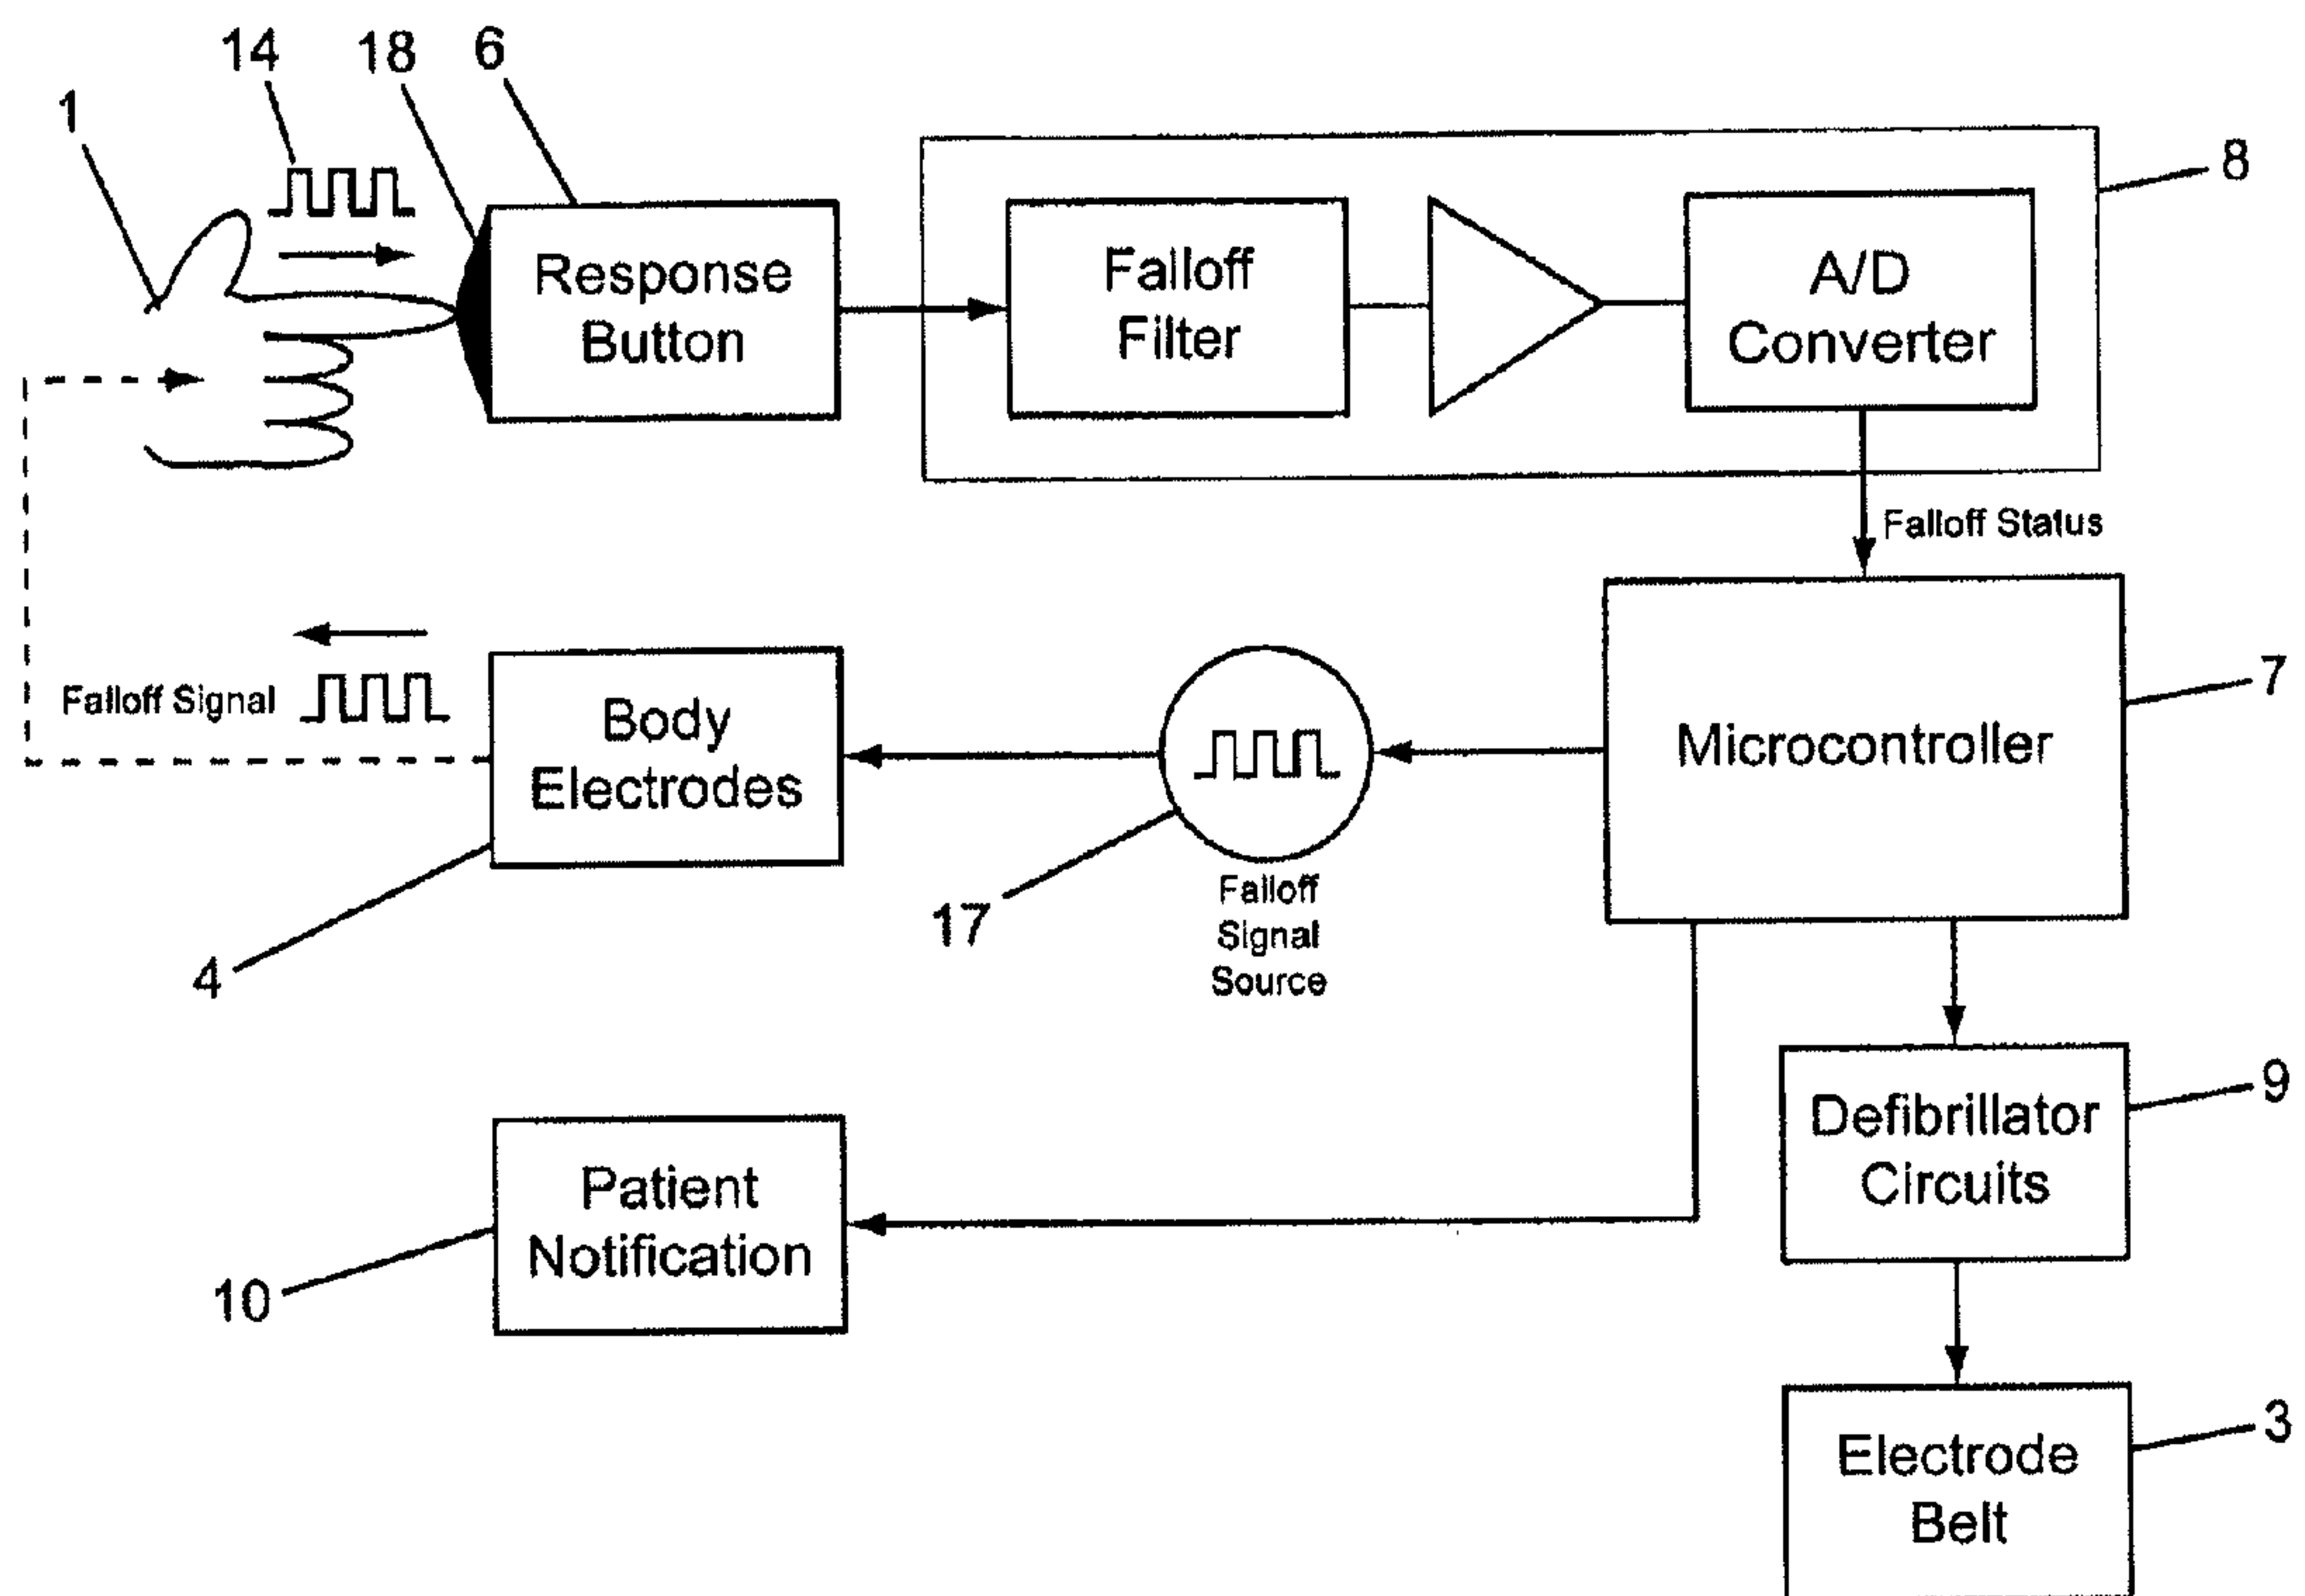 14
18
6
1
8
Response
Button
Falloff
Filter
A/D
Converter
Falloff Status
7
Falloff Signal
Body
Electrodes
Microcontroller
17
Falloff
Signal
Source
4
9
Defibrillator
Circuits
Patient
Notification
10
3
Electrode
Belt